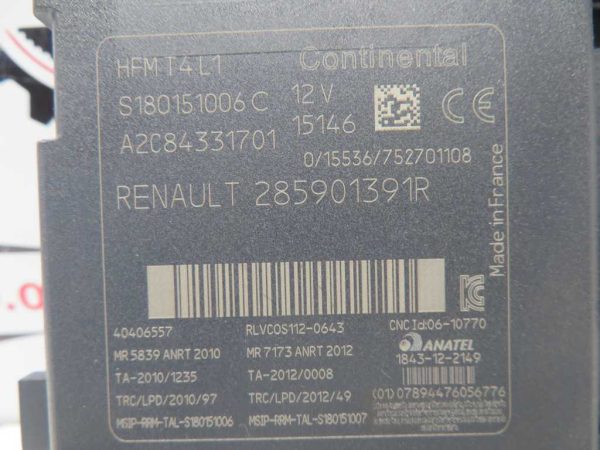 HFM T4 L1 Continental
S180151006 C 12 V
A2C84331701 15146
0/15536/752701108
RENAULT 285901391R
Made in France
40406557 RLVCOS112-0643 CNC Id:06-10770
MR 5839 ANRT 2010 MR 7173 ANRT 2012 ANATEL
TA-2010/1235 TA-2012/0008 1843-12-2149
TRC/LPD/2010/97 TRC/LPD/2012/49 (01) 07894476056776
MSIP-RRM-TAL-S180151006 MSIP-RRM-TAL-S180151007